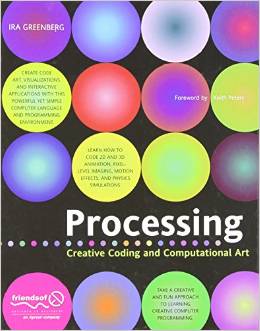 IRA GREENBERG
CREATE CODE
ART, VISUALIZATIONS,
AND INTERACTIVE
APPLICATIONS WITH THIS
POWERFUL YET SIMPLE
COMPUTER LANGUAGE
AND PROGRAMMING
ENVIRONMENT.
Foreword by Keith Peters
LEARN HOW TO
CODE 2D AND 3D
ANIMATION, PIXEL-
LEVEL IMAGING, MOTION
EFFECTS, AND PHYSICS
SIMULATIONS
Processing
Creative Coding and Computational Art
friendsof
an Apress company
TAKE A CREATIVE
AND FUN APPROACH
TO LEARNING
CREATIVE COMPUTER
PROGRAMMING.